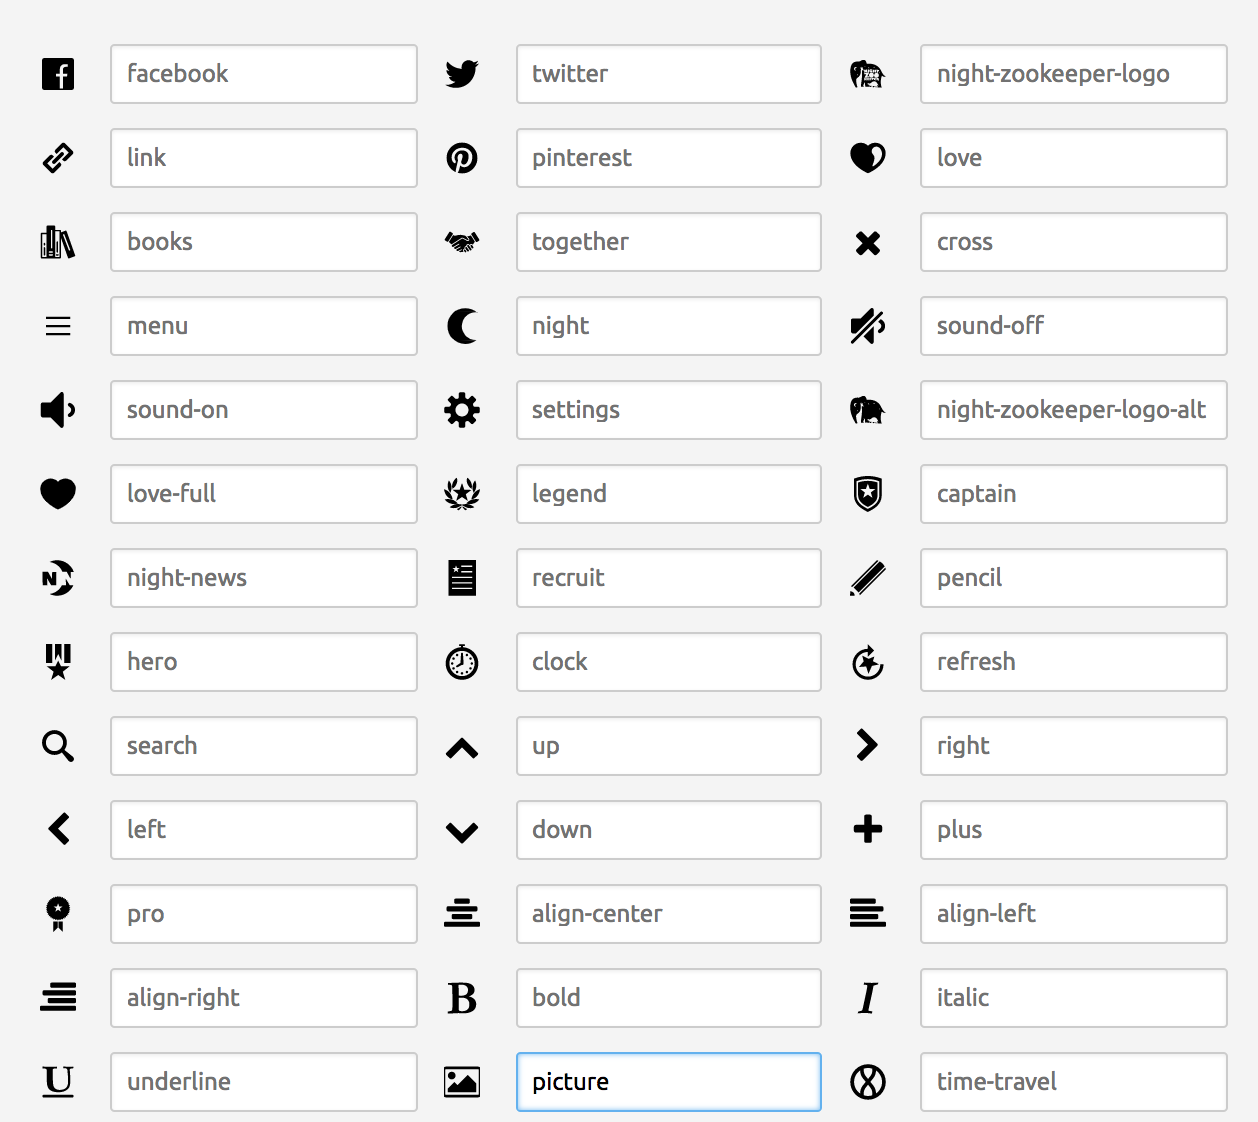 facebook
twitter
night-zookeeper-logo
link
pinterest
love
books
together
cross
menu
night
sound-off
sound-on
settings
night-zookeeper-logo-alt
love-full
legend
captain
N
night-news
recruit
pencil
hero
clock
refresh
search
up
right
left
down
plus
pro
align-center
align-left
align-right
B
bold
I
italic
U
underline
picture
time-travel